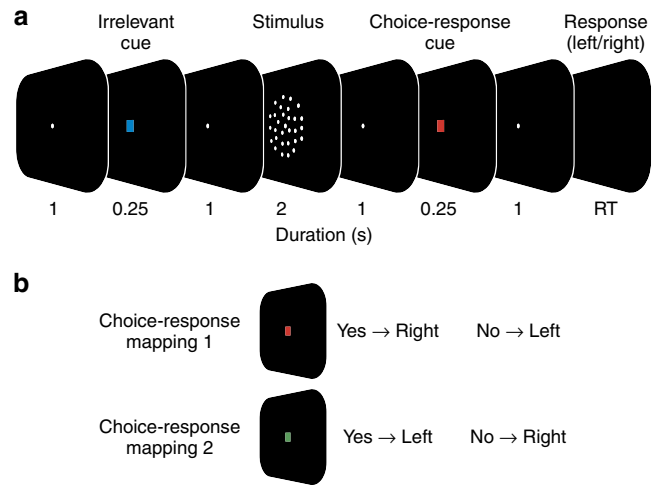 a
Irrelevant
cue
Stimulus
Choice-response
cue
Response
(left/right)
1 0.25 1 2 1 0.25 1 RT
Duration (s)
b
Choice-response
mapping 1
Yes → Right No → Left
Choice-response
mapping 2
Yes → Left No → Right